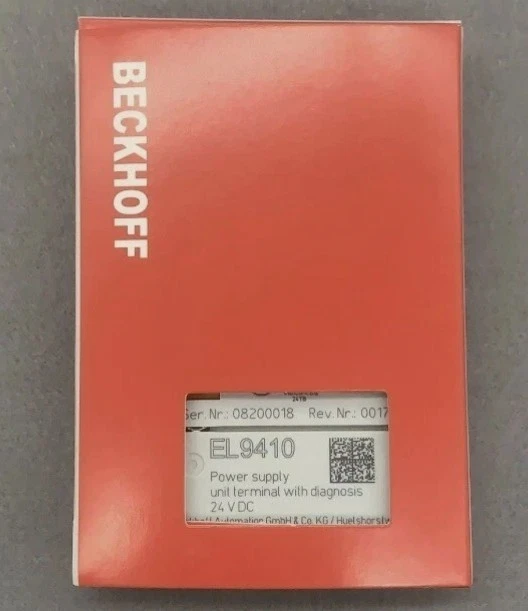 BECKHOFF
Ser. Nr.: 08200018 Rev. Nr.: 0017
EL9410
Power supply
unit terminal with diagnosis
24 V DC
Automation GmbH & Co. KG / Huelshorstw